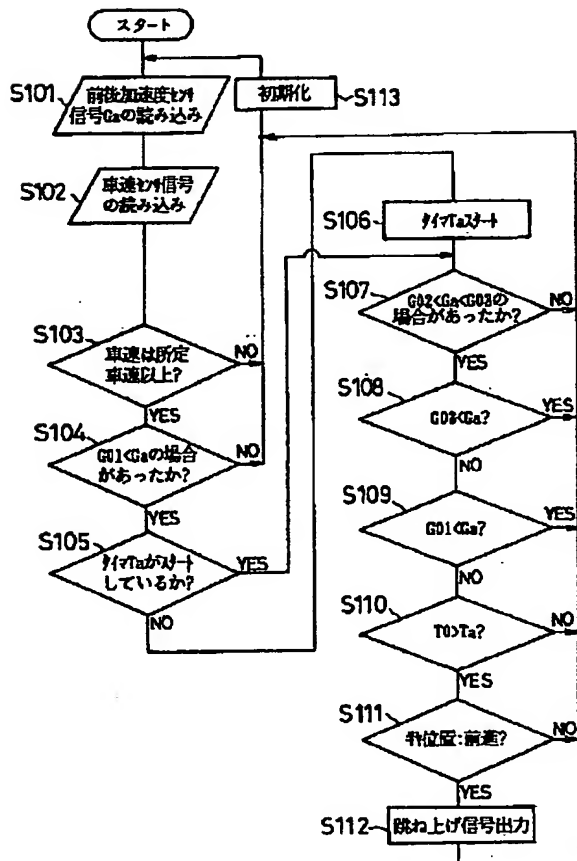 スタート
S101
前後加速度センサ
信号Gaの読み込み
初期化
S113
S102
車速センサ信号
の読み込み
S103
車速は所定
車速以上?
NO
YES
S104
G01<Gaの場合
があったか?
NO
YES
S105
タイマTaがスタート
しているか?
YES
NO
S106
タイマTaスタート
S107
G02<Ga<G03の
場合があったか?
NO
YES
S108
G03<Ga?
YES
NO
S109
G01<Ga?
YES
NO
S110
T0>Ta?
NO
YES
S111
ｷﾞﾔ位置:前進?
NO
YES
S112
跳ね上げ信号出力